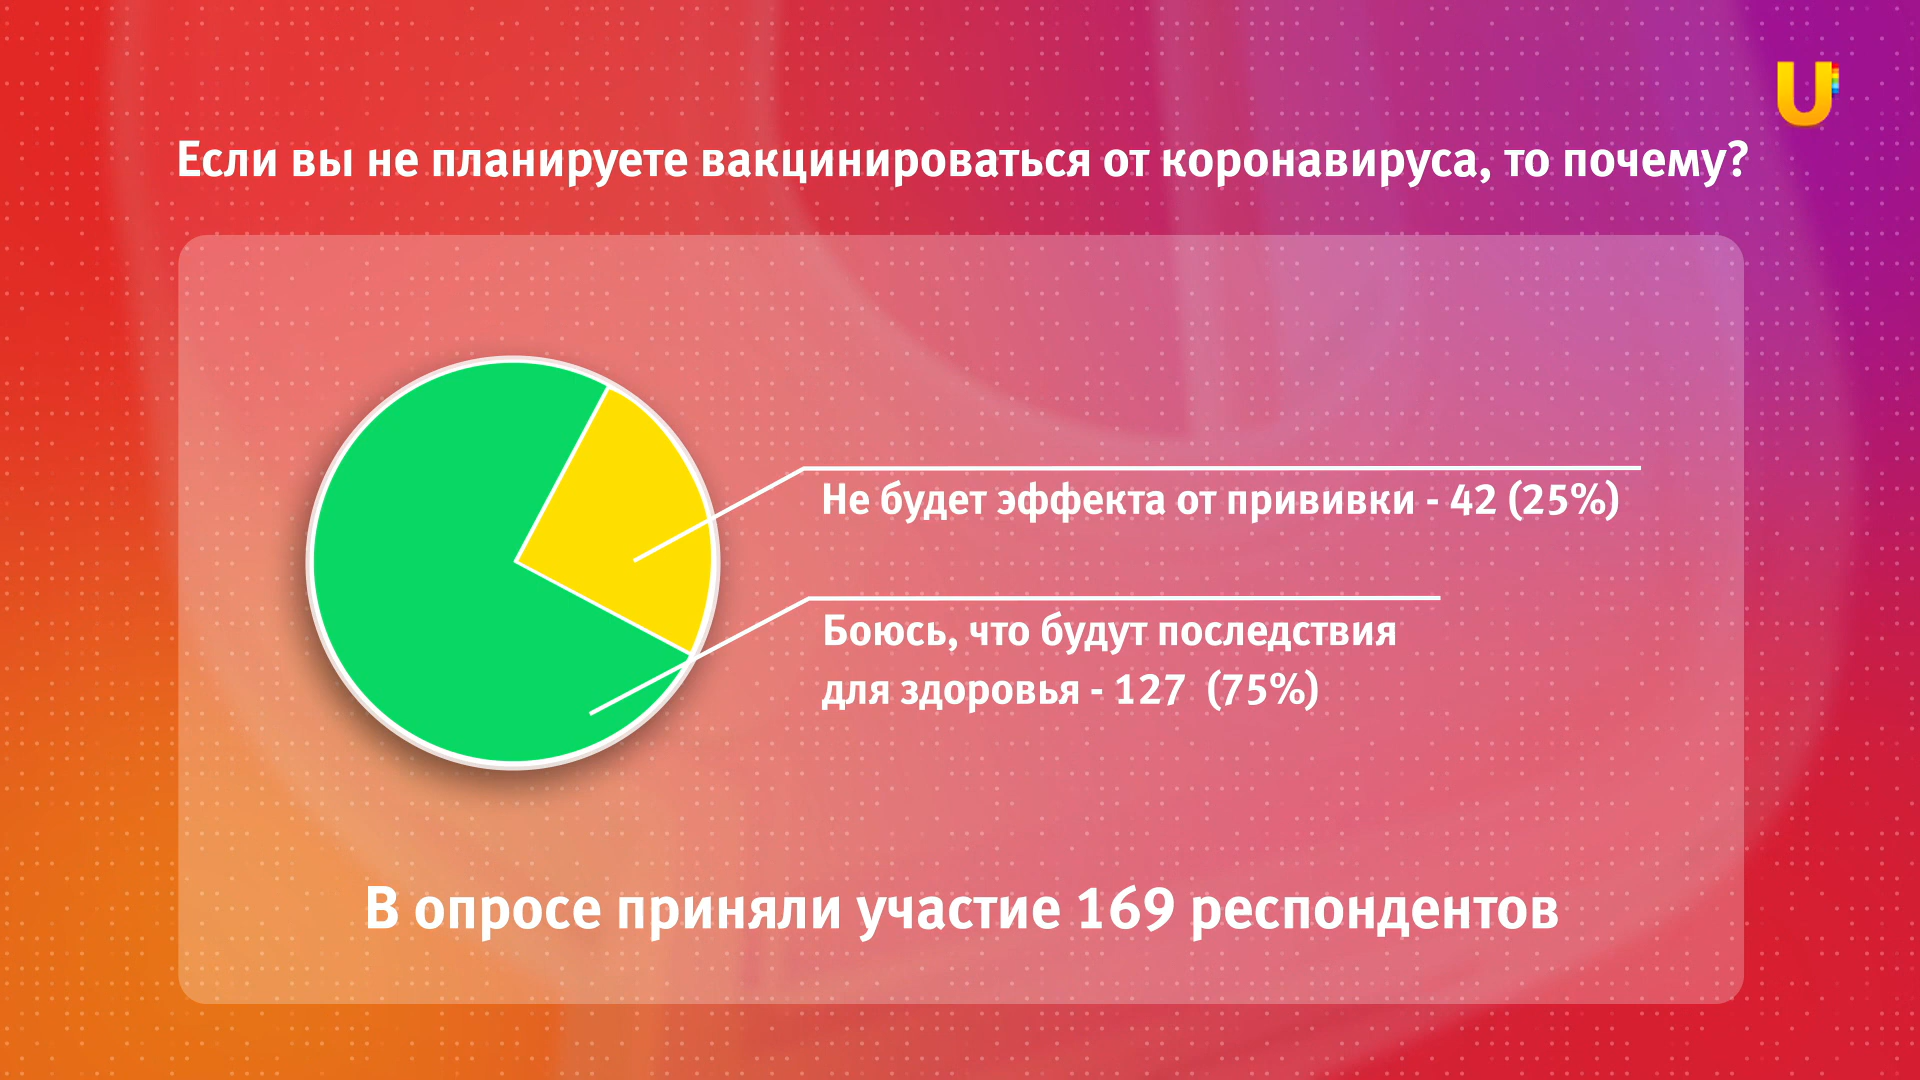 U
Если вы не планируете вакцинироваться от коронавируса, то почему?
Не будет эффекта от прививки - 42 (25%)
Боюсь, что будут последствия
для здоровья - 127 (75%)
В опросе приняли участие 169 респондентов